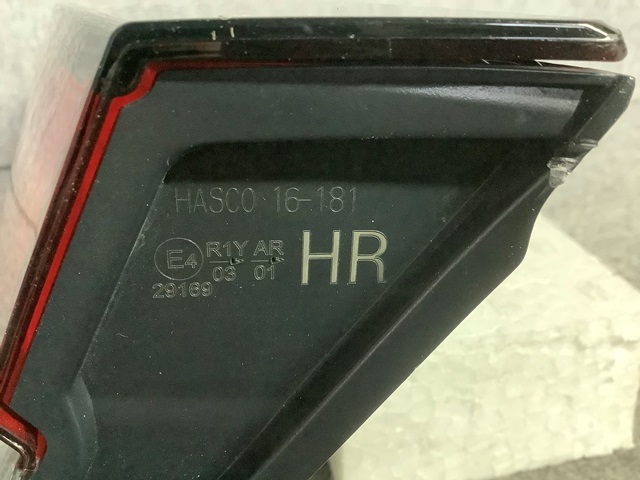 HASCO 16-181
E4 R1Y AR HR
03 01
29169